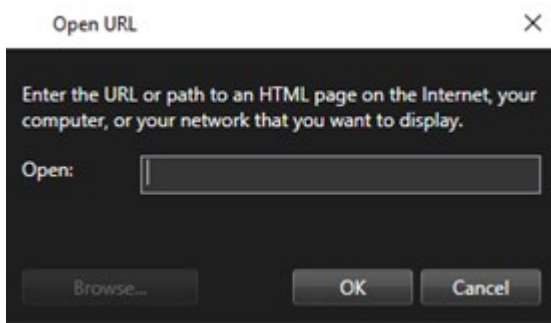 Open URL
Enter the URL or path to an HTML page on the Internet, your
computer, or your network that you want to display.
Open:
Browse...
OK
Cancel